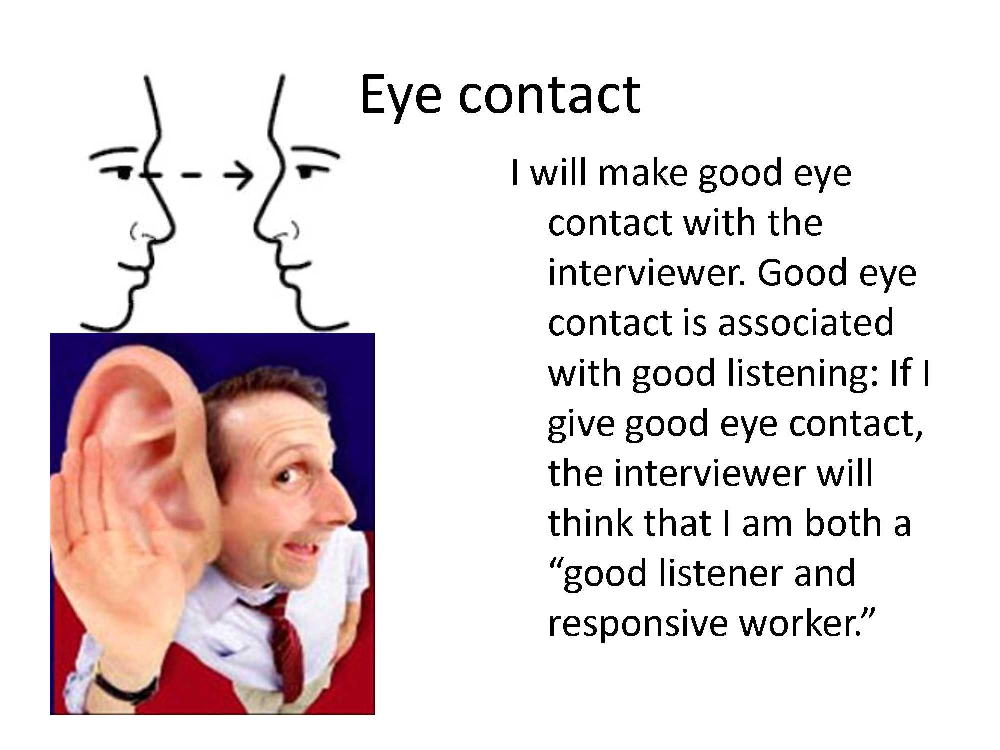 Eye contact
I will make good eye
contact with the
interviewer. Good eye
contact is associated
with good listening: If I
give good eye contact,
the interviewer will
think that I am both a
“good listener and
responsive worker.”